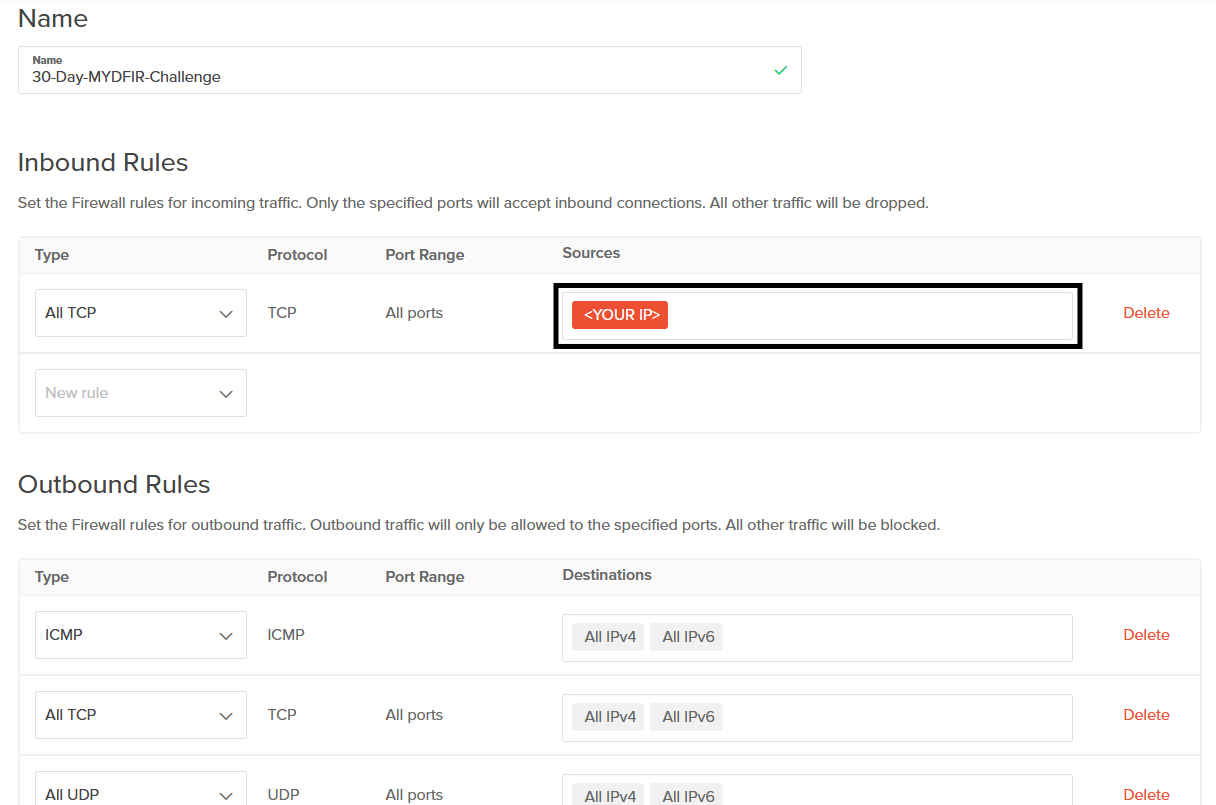 Name
Name
30-Day-MYDFIR-Challenge
Inbound Rules
Set the Firewall rules for incoming traffic. Only the specified ports will accept inbound connections. All other traffic will be dropped.
Type Protocol Port Range Sources
All TCP TCP All ports <YOUR IP> Delete
New rule
Outbound Rules
Set the Firewall rules for outbound traffic. Outbound traffic will only be allowed to the specified ports. All other traffic will be blocked.
Type Protocol Port Range Destinations
ICMP ICMP All IPv4 All IPv6 Delete
All TCP TCP All ports All IPv4 All IPv6 Delete
All UDP UDP All ports All IPv4 All IPv6 Delete